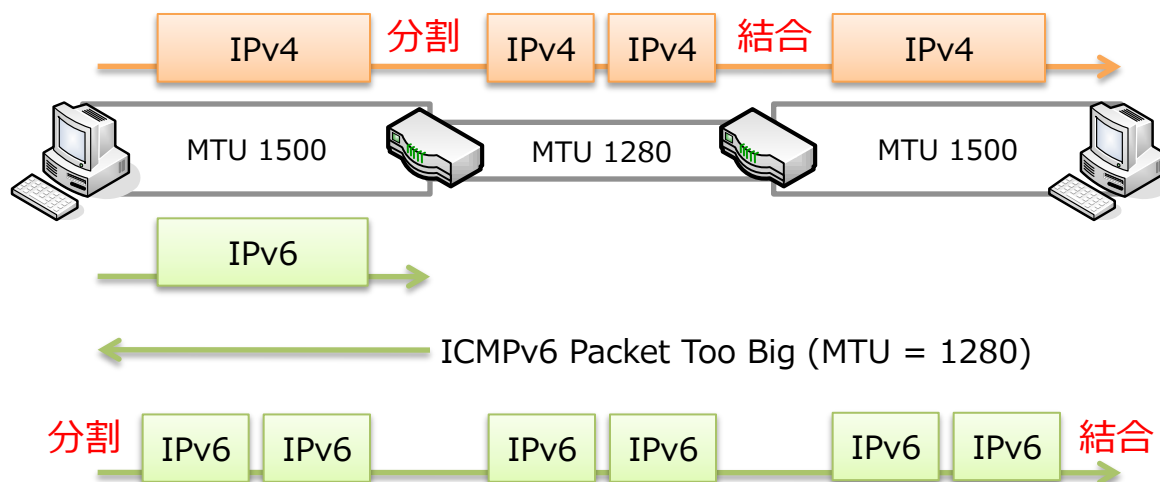 IPv4 分割 IPv4 IPv4 結合 IPv4
MTU 1500 MTU 1280 MTU 1500
IPv6
ICMPv6 Packet Too Big (MTU = 1280)
分割 IPv6 IPv6 IPv6 IPv6 IPv6 IPv6 結合